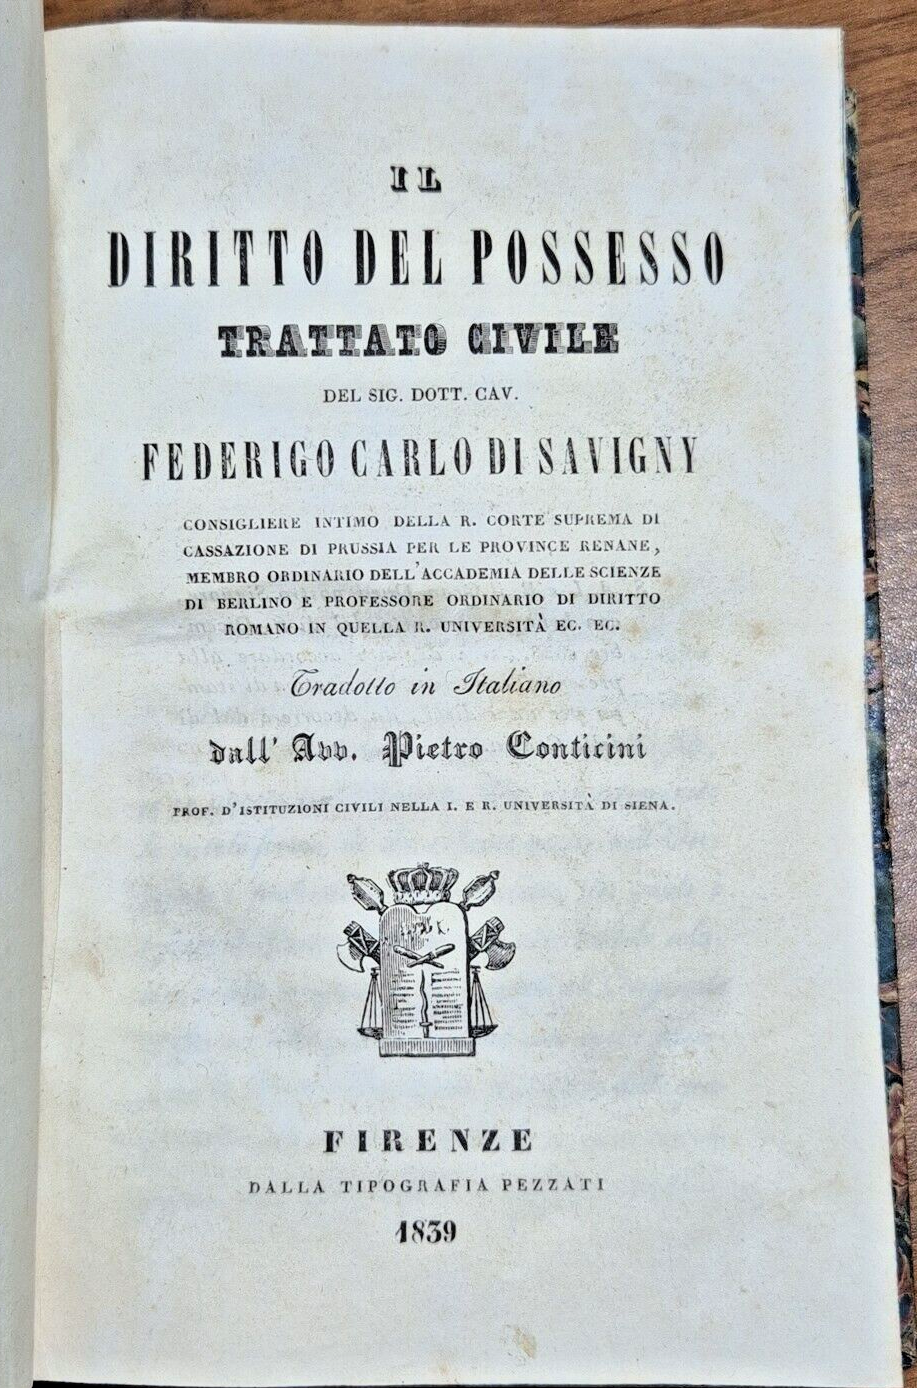 IL
DIRITTO DEL POSSESSO
TRATTATO CIVILE
DEL SIG. DOTT. CAV.
FEDERIGO CARLO DI SAVIGNY
CONSIGLIERE INTIMO DELLA R. CORTE SUPREMA DI
CASSAZIONE DI PRUSSIA PER LE PROVINCE RENANE,
MEMBRO ORDINARIO DELL'ACCADEMIA DELLE SCIENZE
DI BERLINO E PROFESSORE ORDINARIO DI DIRITTO
ROMANO IN QUELLA R. UNIVERSITÀ EC. EC.
Tradotto in Italiano
dall' Avv. Pietro Conticini
PROF. D'ISTITUZIONI CIVILI NELLA I. E R. UNIVERSITÀ DI SIENA.
FIRENZE
DALLA TIPOGRAFIA PEZZATI
1839